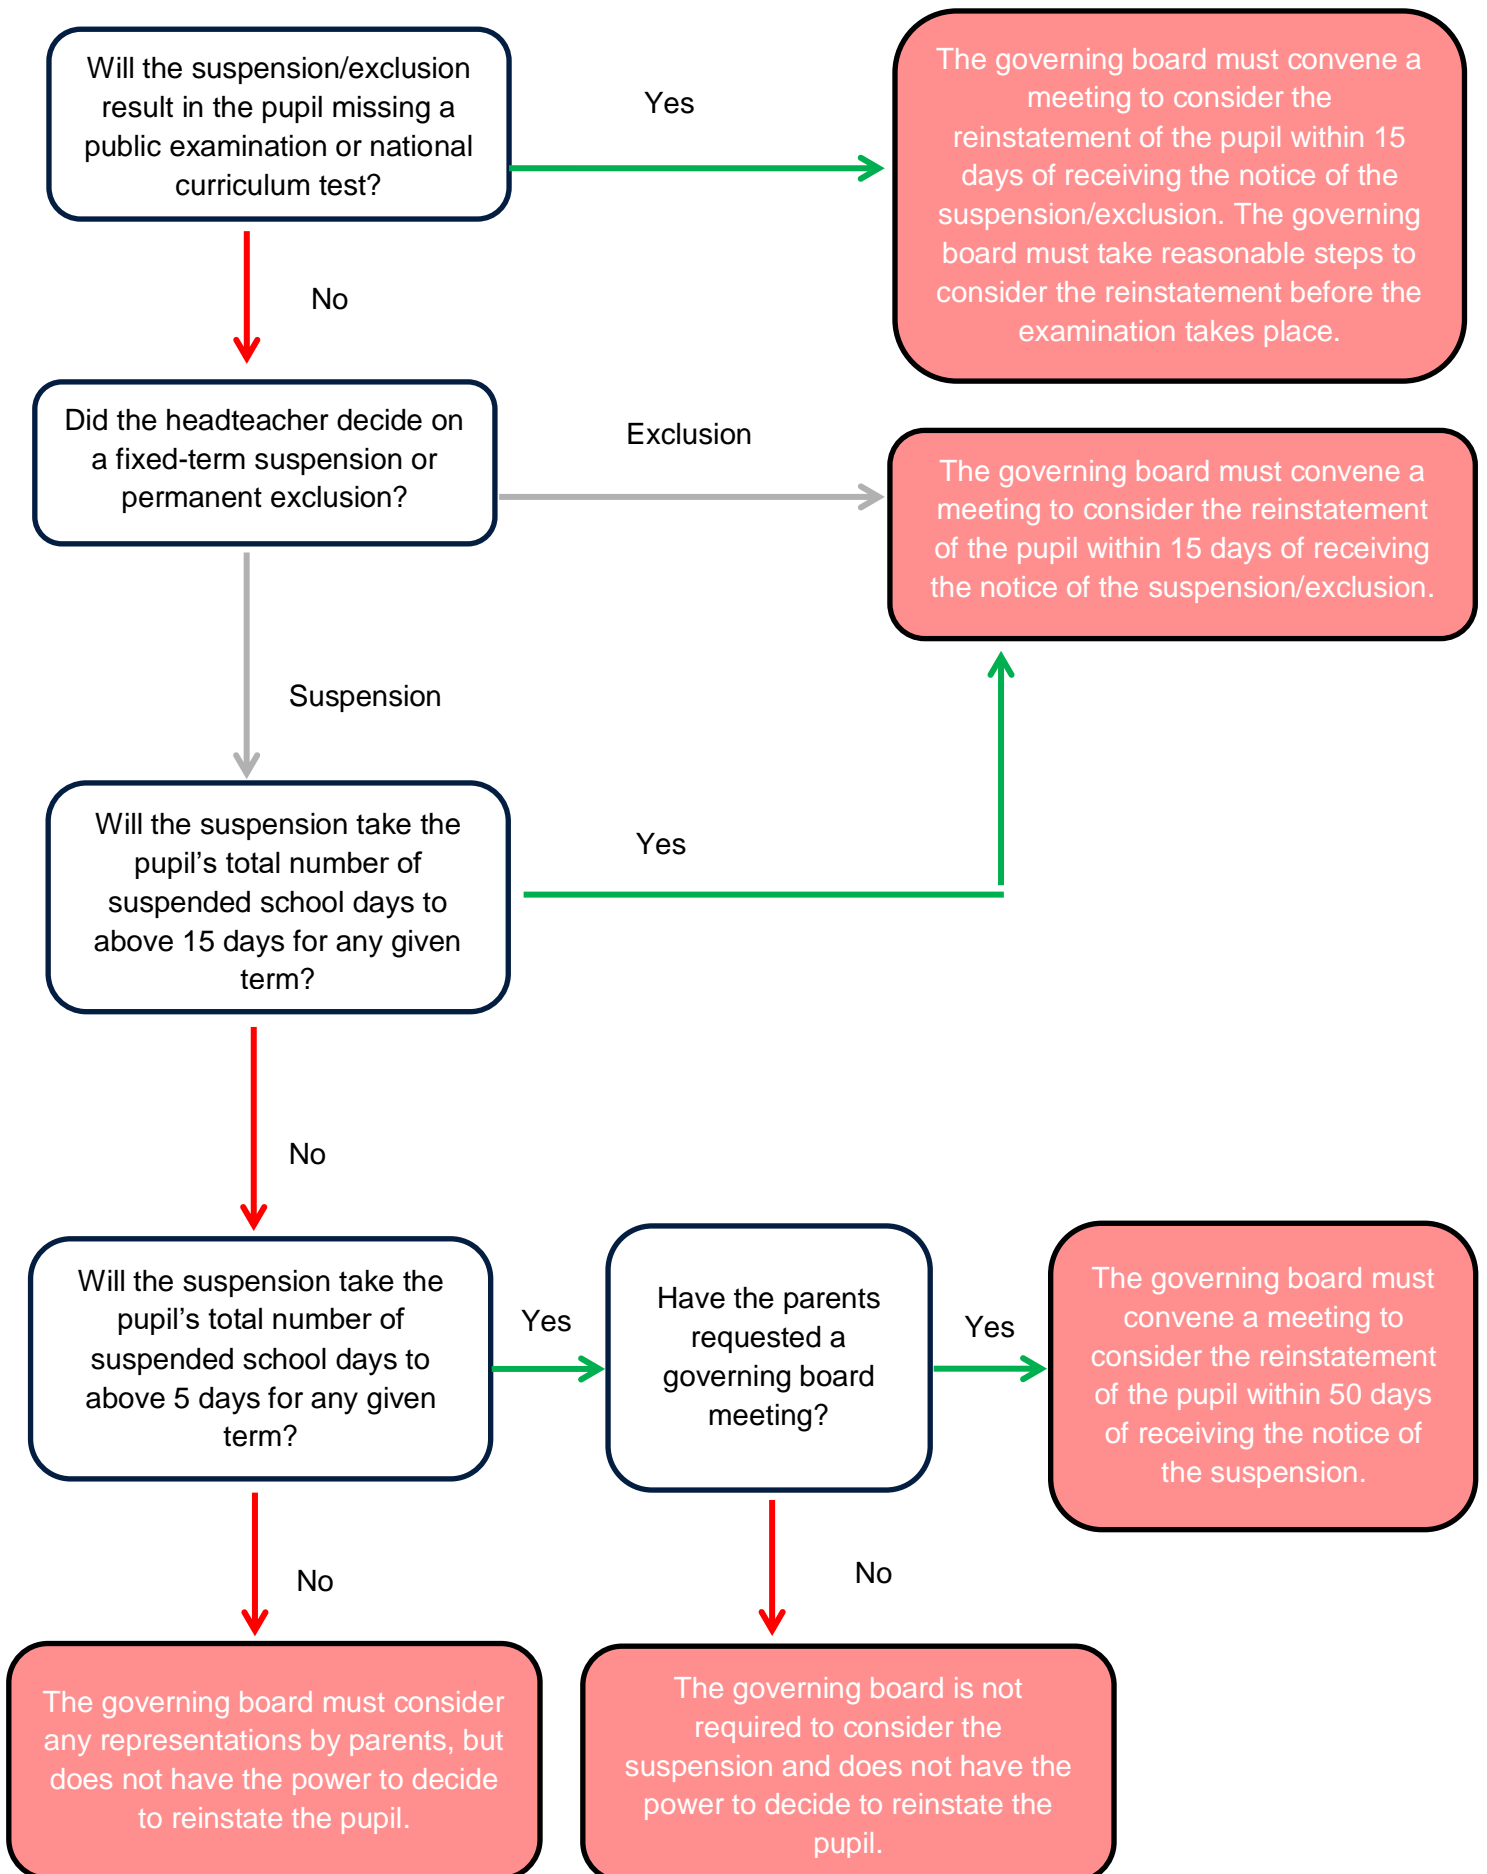 Will the suspension/exclusion
result in the pupil missing a
public examination or national
curriculum test?
Yes
The governing board must convene a
meeting to consider the
reinstatement of the pupil within 15
days of receiving the notice of the
suspension/exclusion. The governing
board must take reasonable steps to
consider the reinstatement before the
examination takes place.
No
Did the headteacher decide on
a fixed-term suspension or
permanent exclusion?
Exclusion
The governing board must convene a
meeting to consider the reinstatement
of the pupil within 15 days of receiving
the notice of the suspension/exclusion.
Suspension
Will the suspension take the
pupil’s total number of
suspended school days to
above 15 days for any given
term?
Yes
No
Will the suspension take the
pupil’s total number of
suspended school days to
above 5 days for any given
term?
Yes
Have the parents
requested a
governing board
meeting?
Yes
The governing board must
convene a meeting to
consider the reinstatement
of the pupil within 50 days
of receiving the notice of
the suspension.
No
No
The governing board must consider
any representations by parents, but
does not have the power to decide
to reinstate the pupil.
The governing board is not
required to consider the
suspension and does not have the
power to decide to reinstate the
pupil.